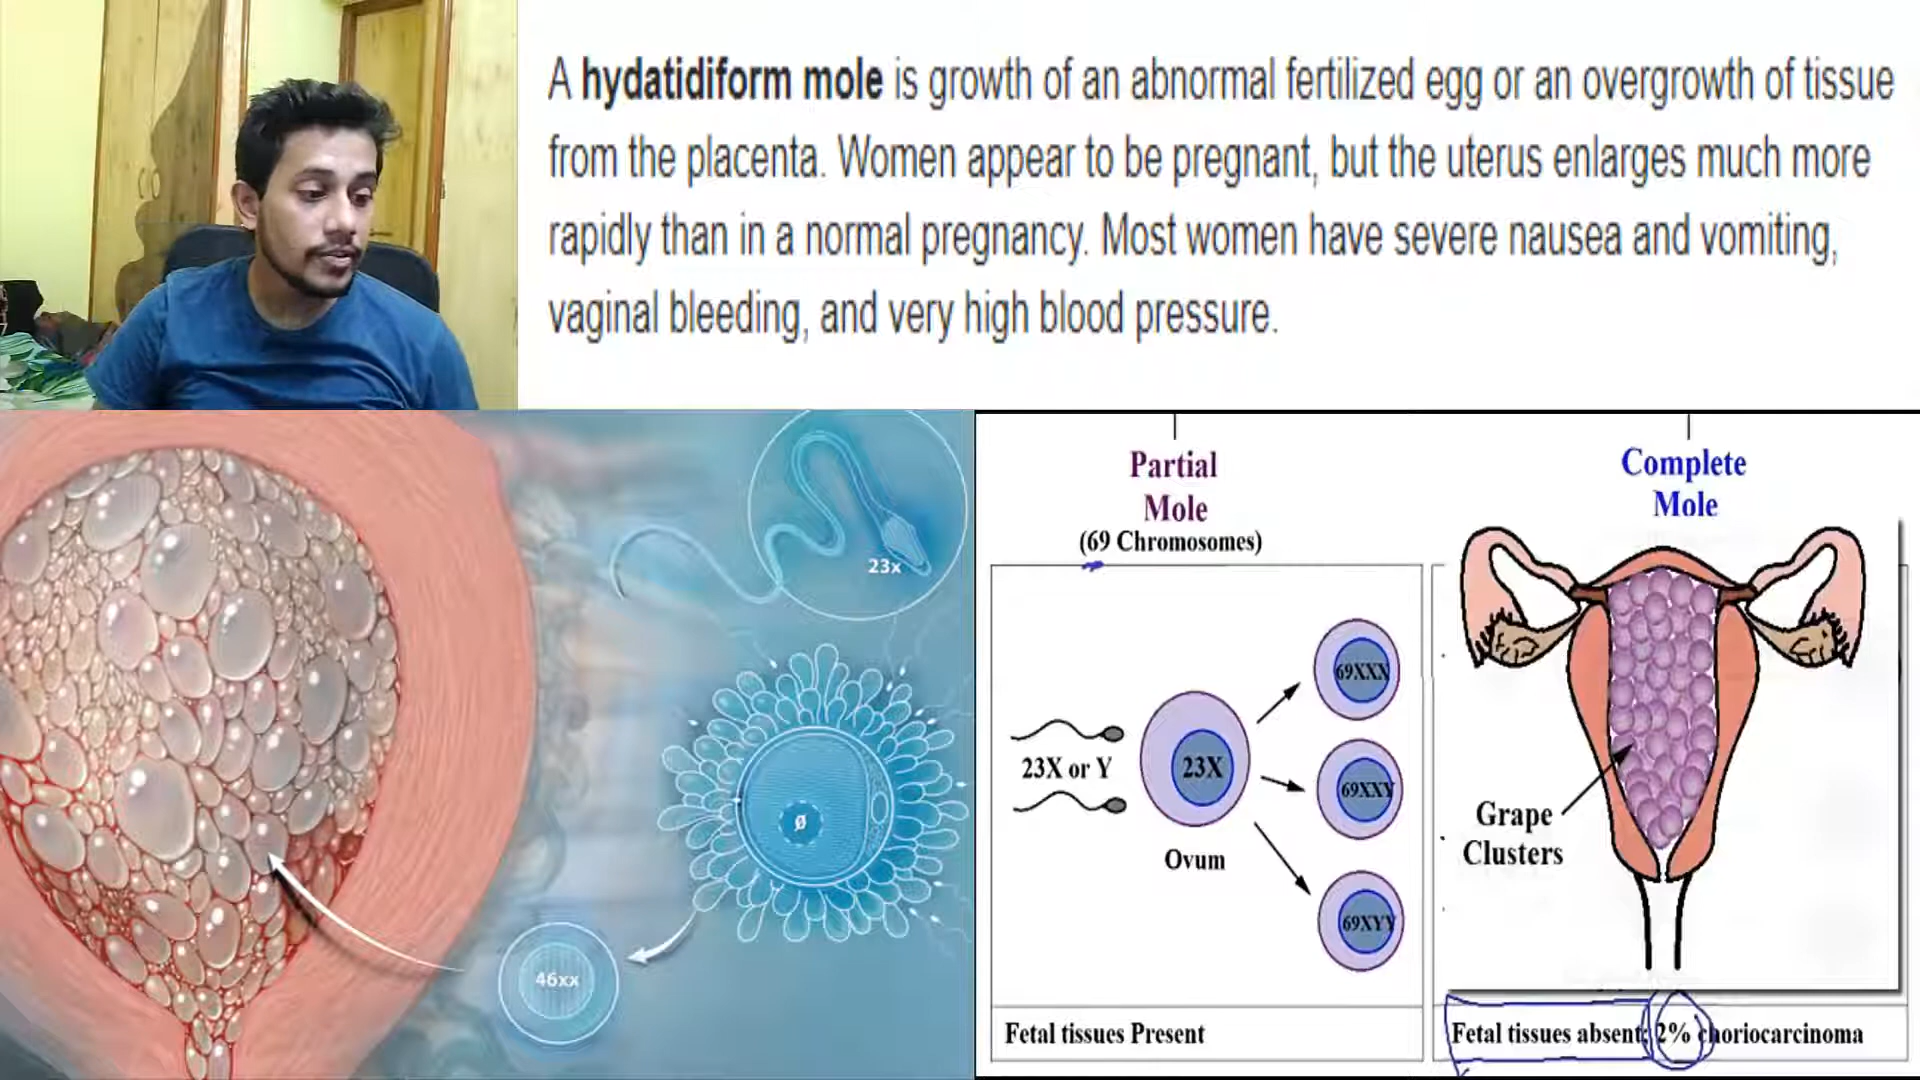 A hydatidiform mole is growth of an abnormal fertilized egg or an overgrowth of tissue
from the placenta. Women appear to be pregnant, but the uterus enlarges much more
rapidly than in a normal pregnancy. Most women have severe nausea and vomiting,
vaginal bleeding, and very high blood pressure.
23x
ø
46xx
Partial
Mole
(69 Chromosomes)
23X or Y
23X
Ovum
69XXX
69XXY
69XYY
Fetal tissues Present
Complete
Mole
Grape
Clusters
Fetal tissues absent; 2% choriocarcinoma